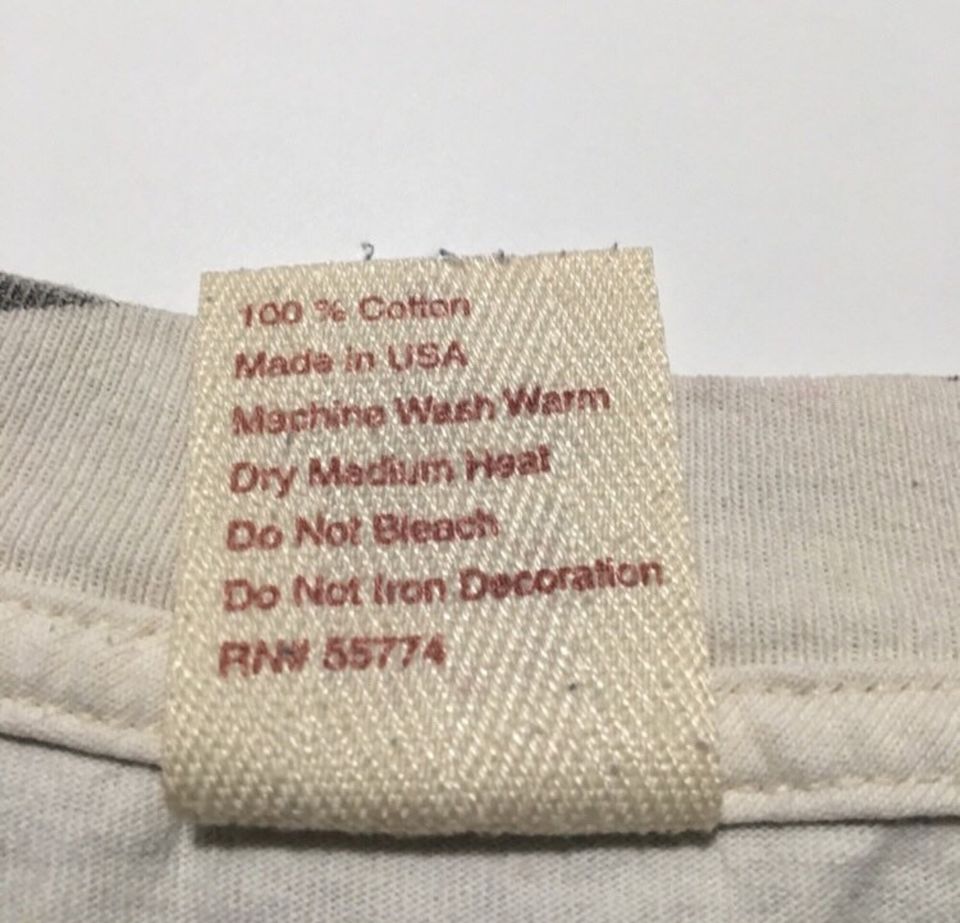 100 % Cotton
Made in USA
Machine Wash Warm
Dry Medium Heat
Do Not Bleach
Do Not Iron Decoration
RN# 55774